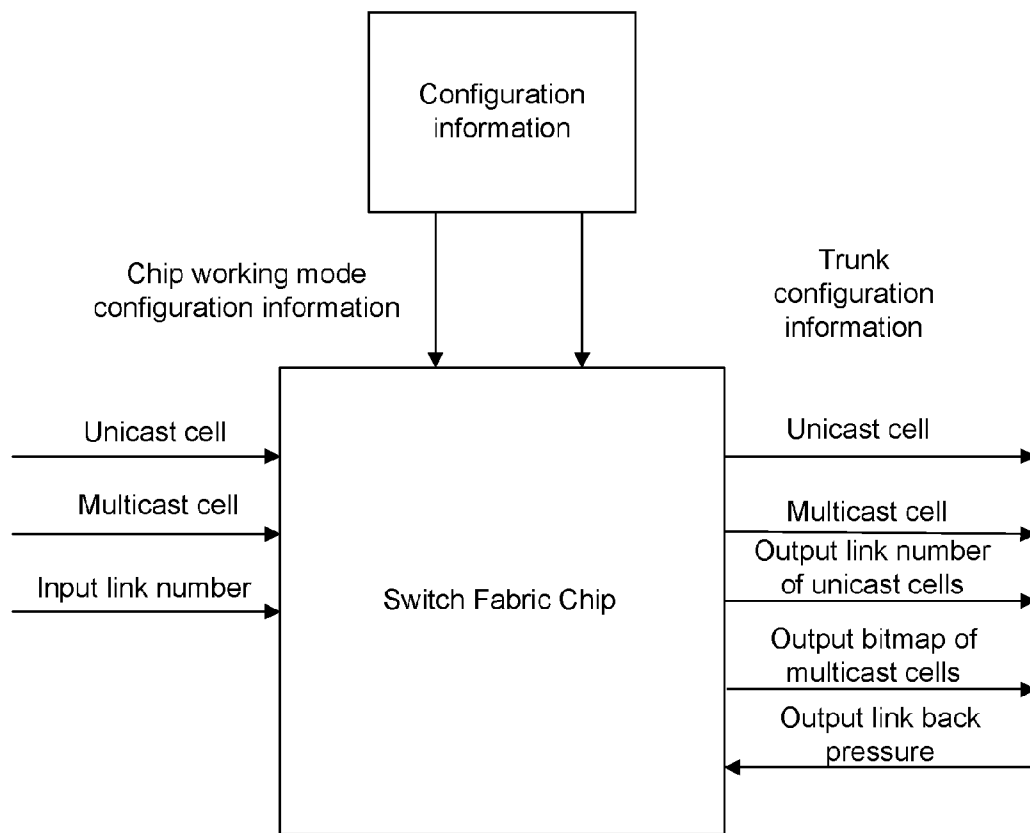 Configuration
information
Chip working mode
configuration information
Trunk
configuration
information
Unicast cell
Multicast cell
Input link number
Switch Fabric Chip
Unicast cell
Multicast cell
Output link number
of unicast cells
Output bitmap of
multicast cells
Output link back
pressure